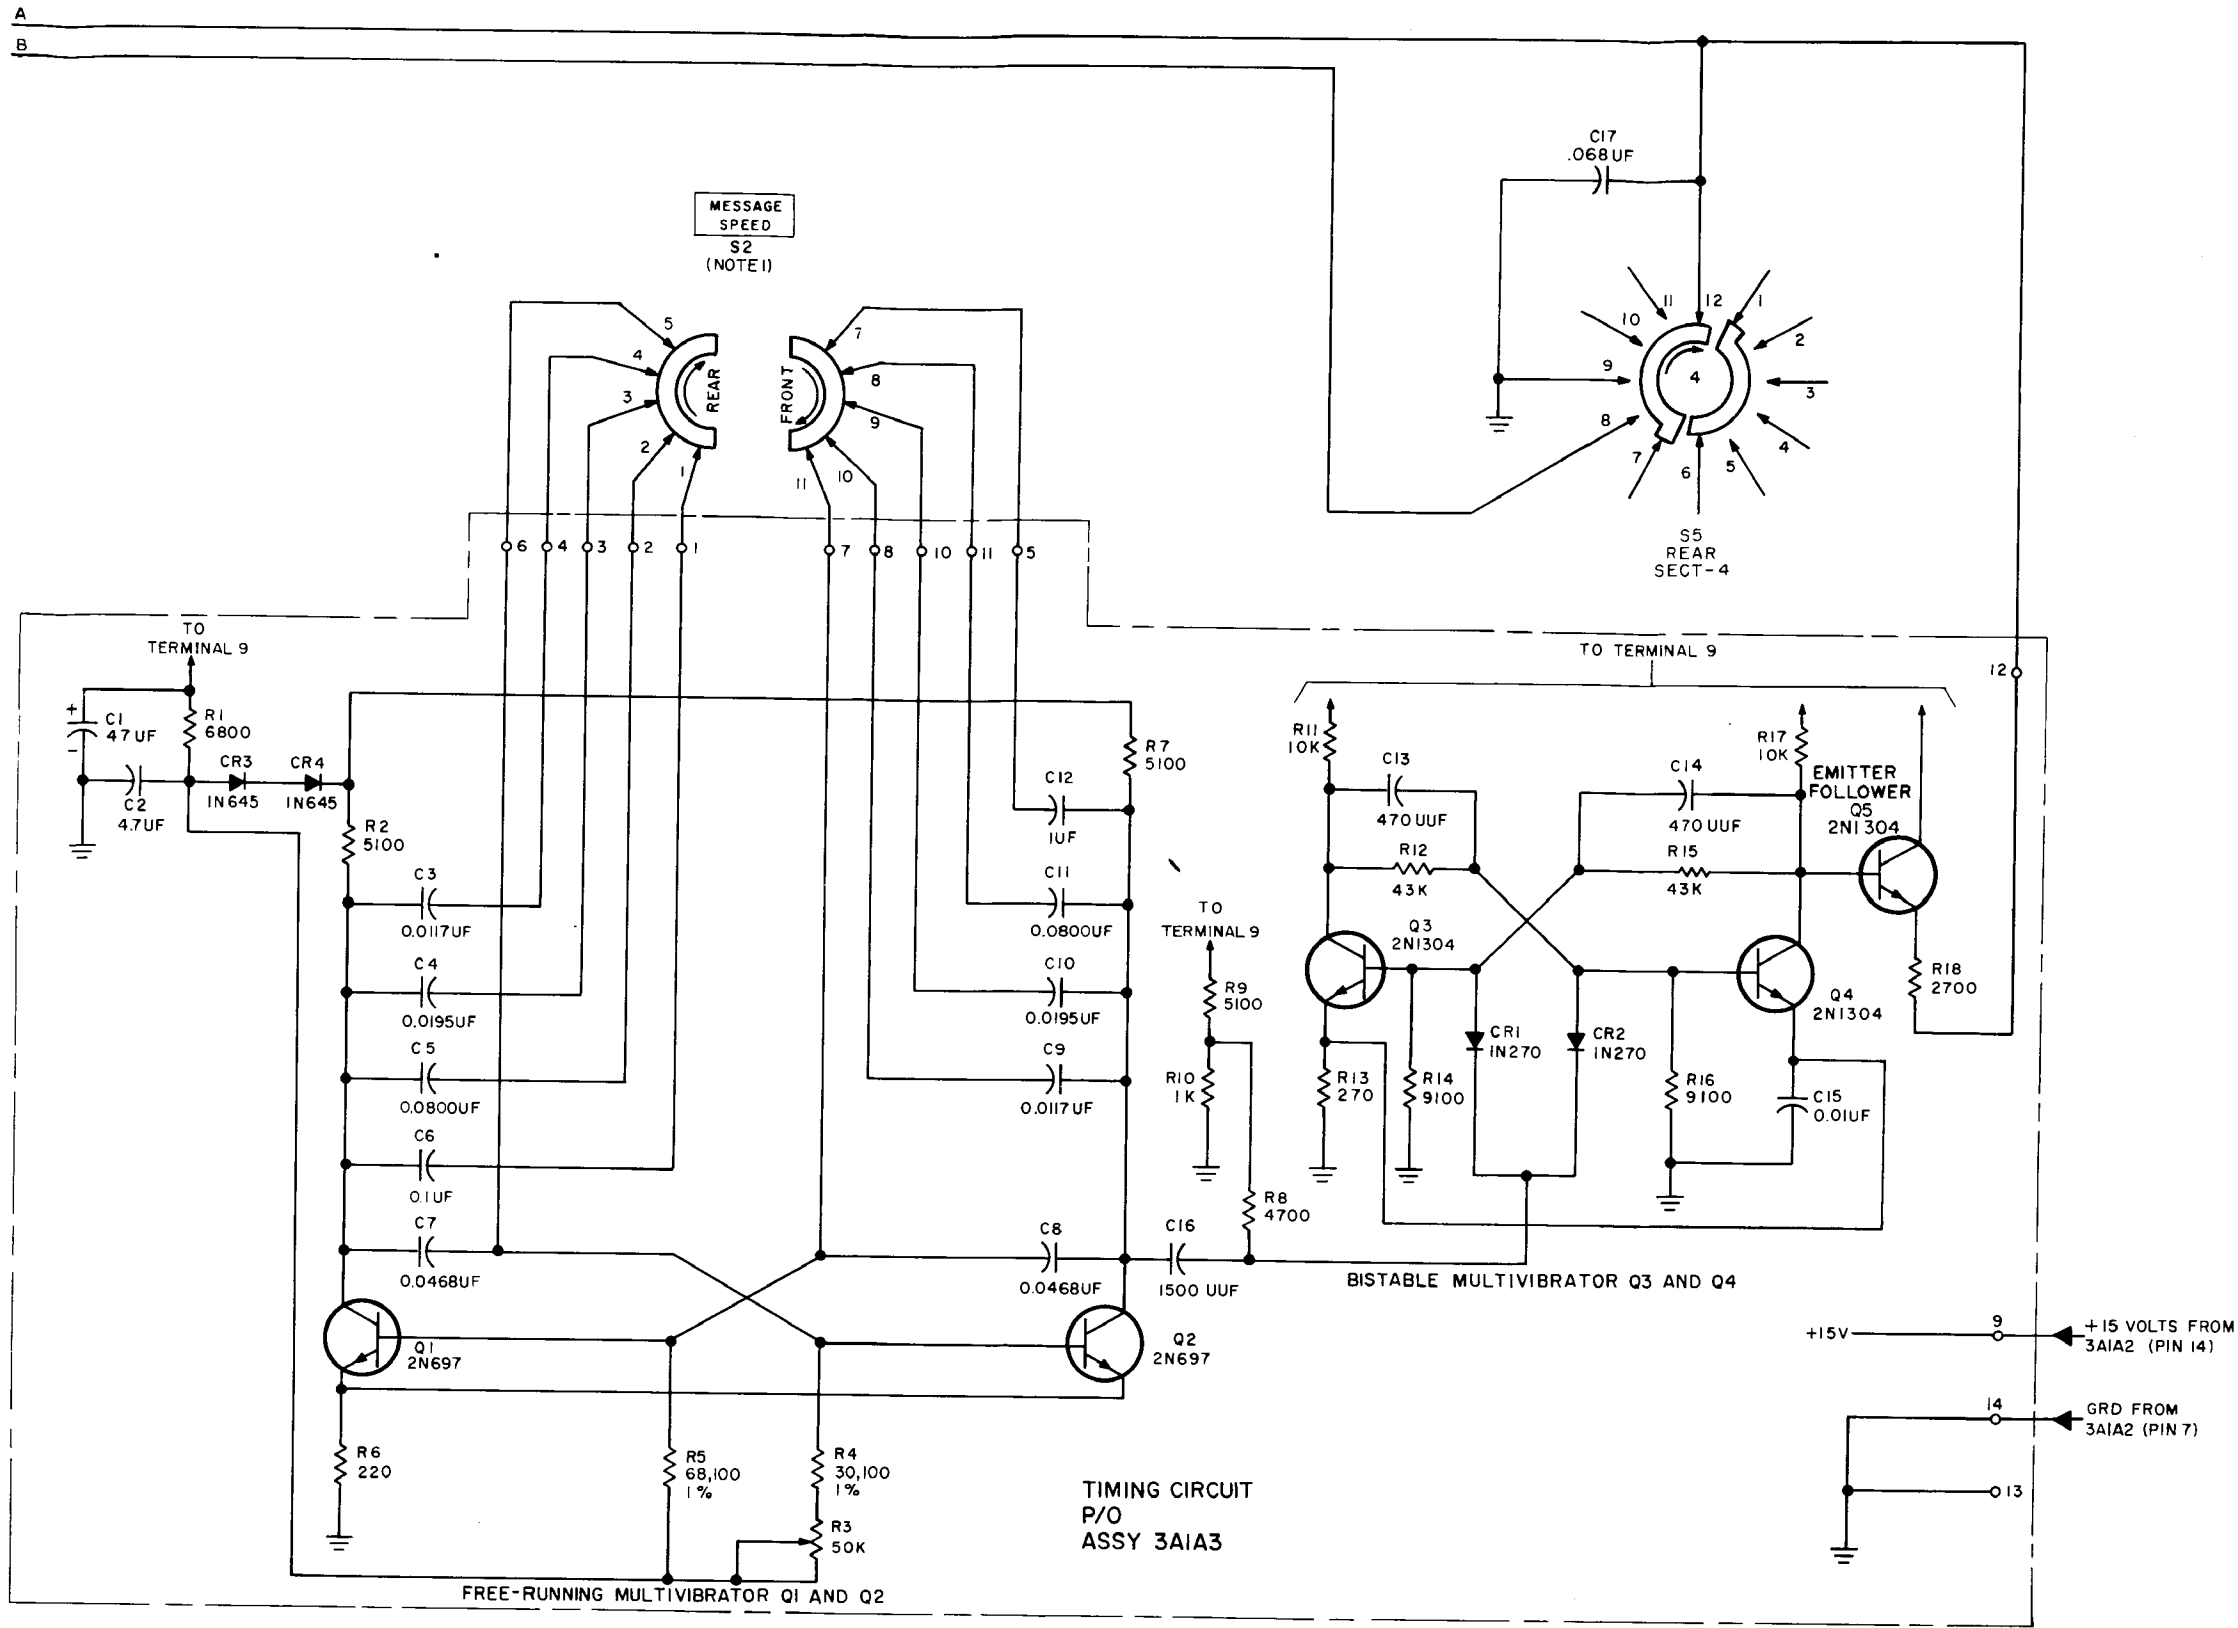 A
B
C17
.068UF
MESSAGE
SPEED
S2
(NOTE 1)
5
4
3
2
1
REAR
FRONT
7
8
9
10
11
11
12
1
10
2
9
4
3
8
4
7
6
5
S5
REAR
SECT-4
6
4
3
2
1
7
8
10
11
5
TO
TERMINAL 9
TO TERMINAL 9
12
+
C1
47UF
-
R1
6800
CR3
1N645
CR4
1N645
C2
4.7UF
R2
5100
R7
5100
C12
1UF
C3
0.0117UF
C11
0.0800UF
C4
0.0195UF
C10
0.0195UF
C5
0.0800UF
C9
0.0117UF
C6
0.1UF
C7
0.0468UF
C8
0.0468UF
C16
1500 UUF
TO
TERMINAL 9
R9
5100
R10
1K
R8
4700
R11
10K
C13
470UUF
R12
43K
C14
470UUF
R15
43K
R17
10K
EMITTER
FOLLOWER
Q5
2N1304
Q3
2N1304
Q4
2N1304
R18
2700
CR1
1N270
CR2
1N270
R13
270
R14
9100
R16
9100
C15
0.01UF
BISTABLE MULTIVIBRATOR Q3 AND Q4
Q1
2N697
Q2
2N697
R6
220
R5
68,100
1%
R4
30,100
1%
R3
50K
TIMING CIRCUIT
P/O
ASSY 3A1A3
+15V
9
+15 VOLTS FROM
3A1A2 (PIN 14)
14
GRD FROM
3A1A2 (PIN 7)
13
FREE-RUNNING MULTIVIBRATOR Q1 AND Q2